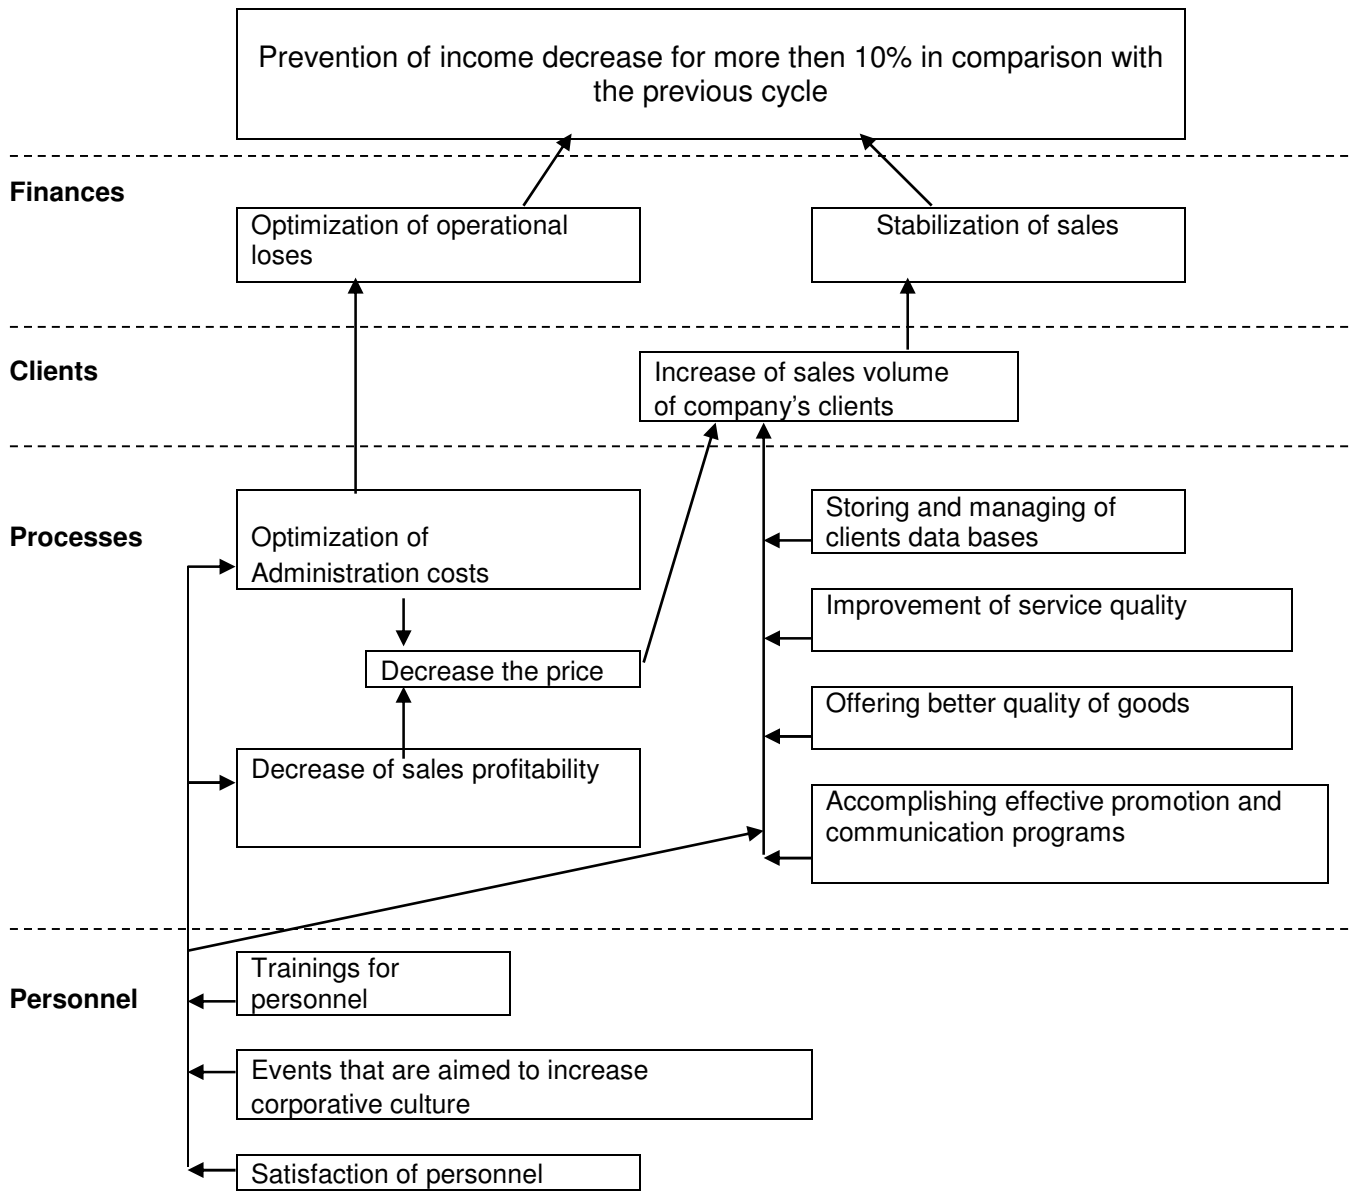 Prevention of income decrease for more then 10% in comparison with
the previous cycle
Finances
Optimization of operational
loses
Stabilization of sales
Clients
Increase of sales volume
of company's clients
Processes
Optimization of
Administration costs
Storing and managing of
clients data bases
Improvement of service quality
Decrease the price
Offering better quality of goods
Decrease of sales profitability
Accomplishing effective promotion and
communication programs
Personnel
Trainings for
personnel
Events that are aimed to increase
corporative culture
Satisfaction of personnel